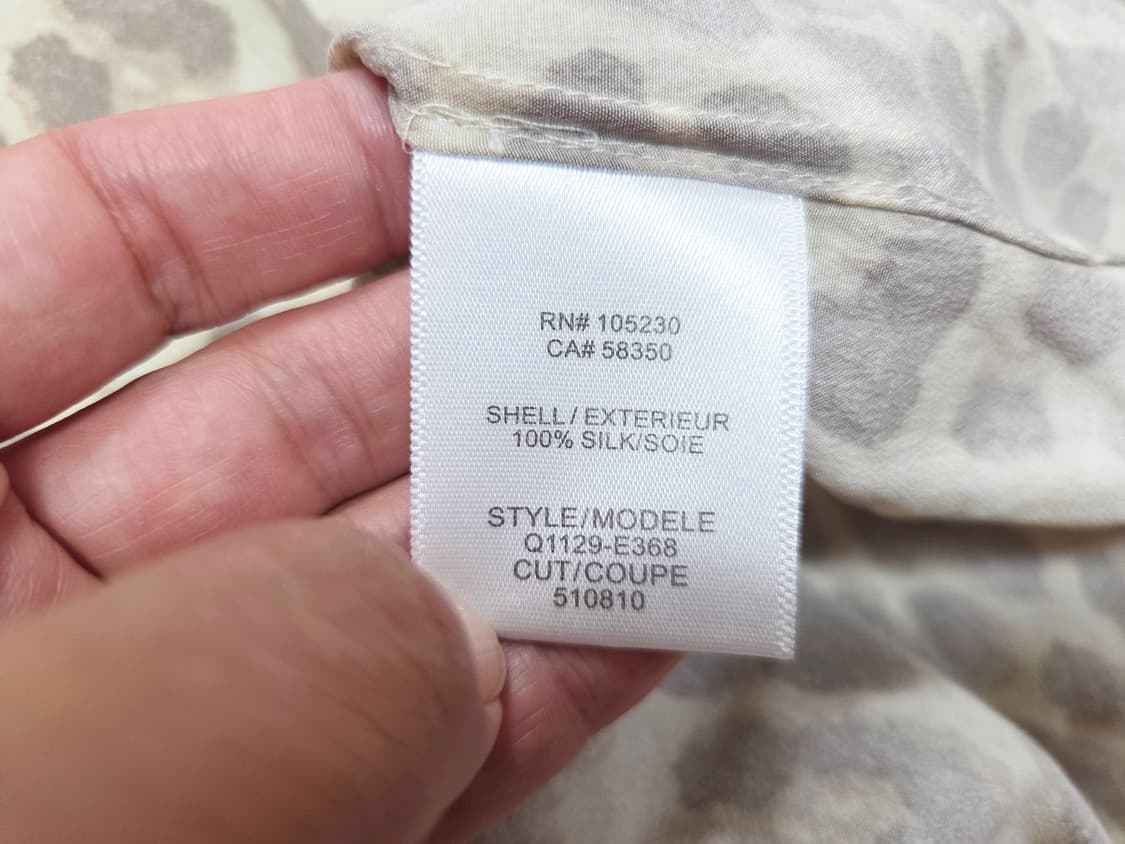 RN# 105230
CA# 58350
SHELL/EXTERIEUR
100% SILK/SOIE
STYLE/MODELE
Q1129-E368
CUT/COUPE
510810